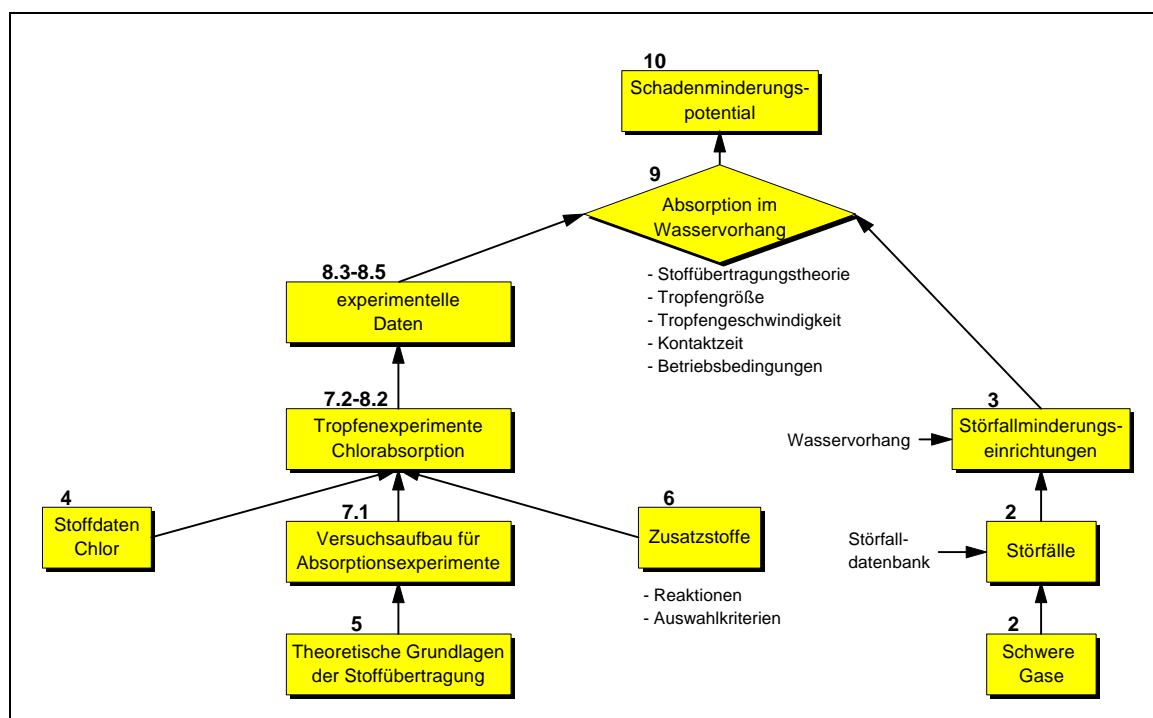 10
Schadenminderungs-
potential
9
Absorption im
Wasservorhang
- Stoffübertragungstheorie
- Tropfengröße
- Tropfengeschwindigkeit
- Kontaktzeit
- Betriebsbedingungen
8.3-8.5
experimentelle
Daten
7.2-8.2
Tropfenexperimente
Chlorabsorption
3
Störfallminderungs-
einrichtungen
Wasservorhang
4
Stoffdaten
Chlor
7.1
Versuchsaufbau für
Absorptionsexperimente
6
Zusatzstoffe
- Reaktionen
- Auswahlkriterien
2
Störfälle
Störfall-
datenbank
5
Theoretische Grundlagen
der Stoffübertragung
2
Schwere
Gase